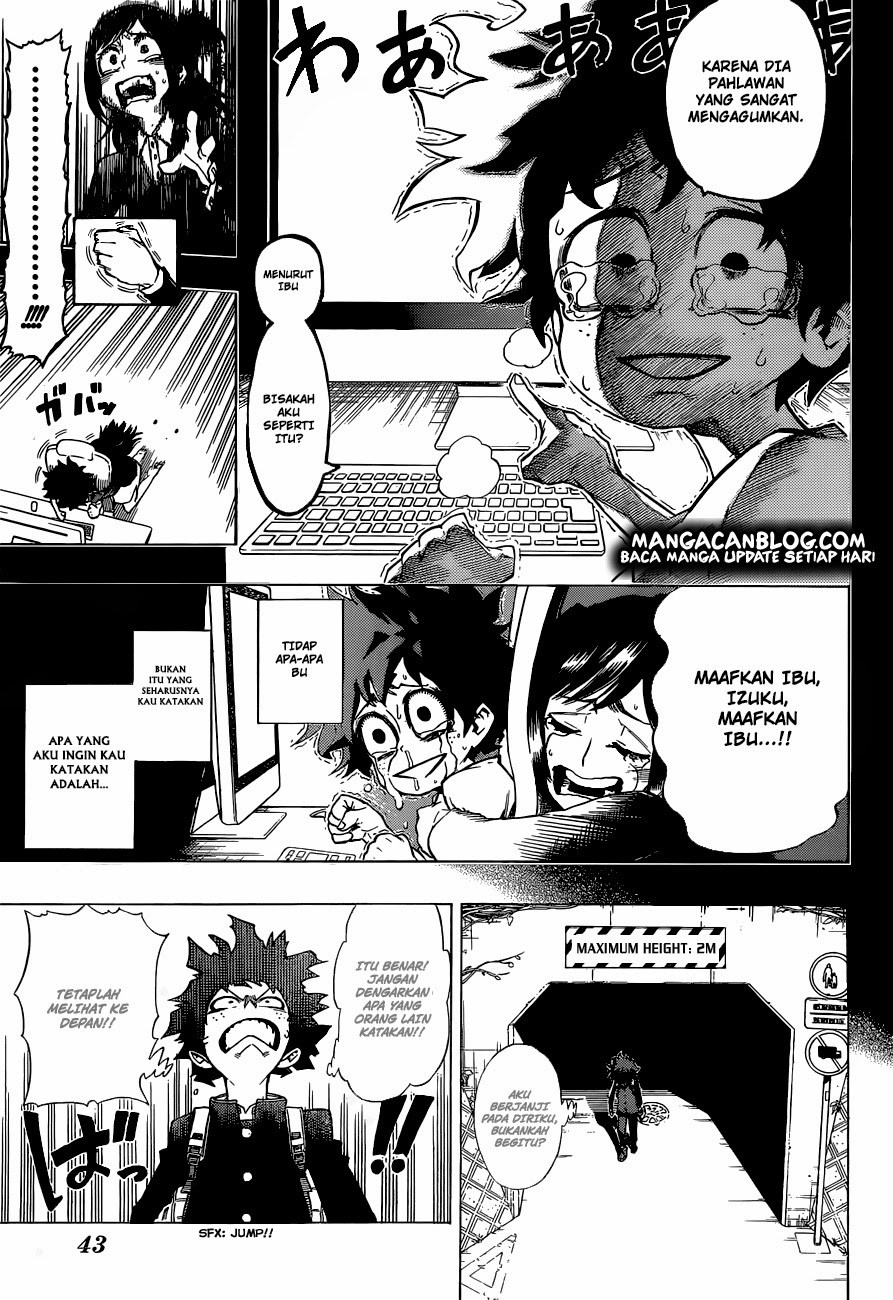 わあぁぁぁ
KARENA DIA
PAHLAWAN
YANG SANGAT
MENGAGUMKAN.
MENURUT
IBU
BISAKAH
AKU
SEPERTI
ITU?
!!!!
ガバッ
MANGACANBLOG.COM
BACA MANGA UPDATE SETIAP HARI
MAAFKAN IBU,
IZUKU,
MAAFKAN
IBU...!!
TIDAP
APA-APA
BU
BUKAN
ITU YANG
SEHARUSNYA
KAU KATAKAN
APA YANG
AKU INGIN KAU
KATAKAN
ADALAH...
MAXIMUM HEIGHT: 2M
AKU
BERJANJI
PADA DIRIKU,
BUKANKAH
BEGITU?
ITU BENAR!
JANGAN
DENGARKAN
APA YANG
ORANG LAIN
KATAKAN!!
TETAPLAH
MELIHAT KE
DEPAN!!
ばっ!!
SFX: JUMP!!
43